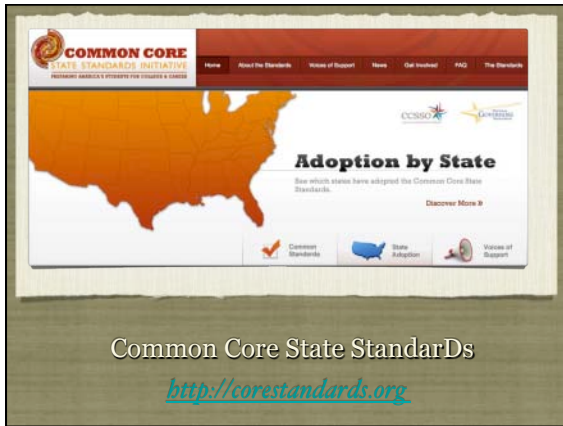 COMMON CORE
STATE STANDARDS INITIATIVE
PREPARING AMERICA'S STUDENTS FOR COLLEGE & CAREER
Home About the Standards Voices of Support News Get Involved FAQ The Standards
CCSSO
Governors
Adoption by State
See which states have adopted the Common Core State
Standards.
Discover More »
Common
Standards
State
Adoption
Voices of
Support
Common Core State StandarDs
http://corestandards.org